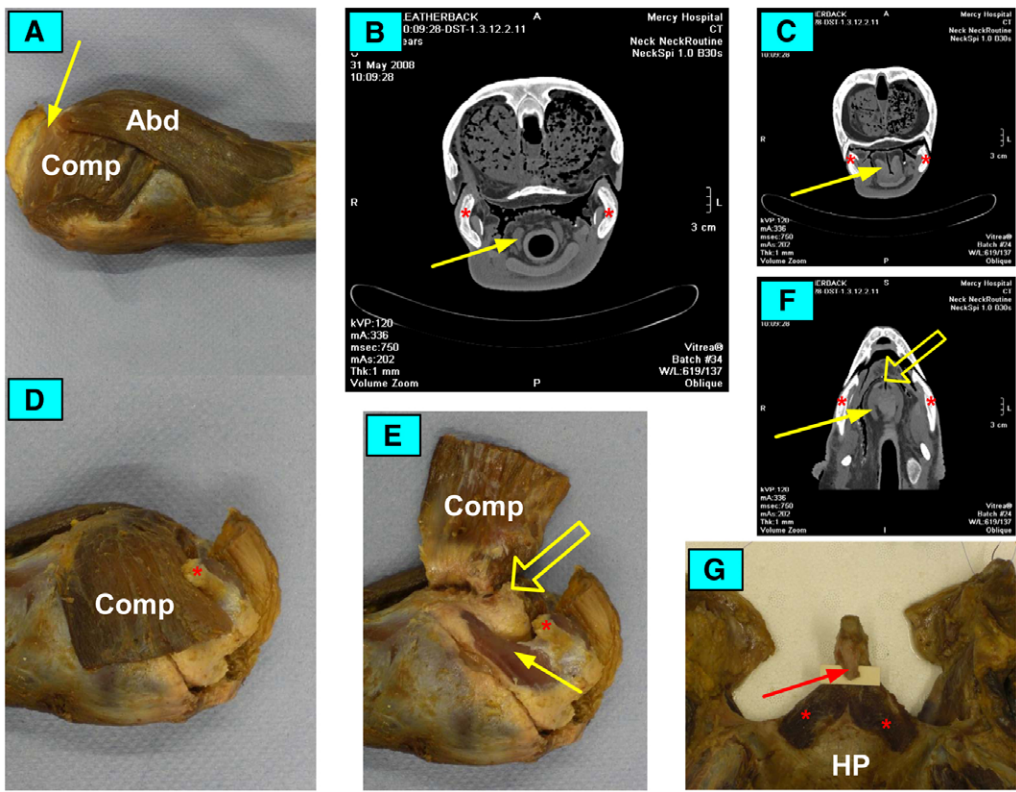 A
Abd
Comp
B
LEATHERBACK
0:09:28-DST-1.3.12.2.11
ears
31 May 2008
10:09:28
A
Mercy Hospital
CT
Neck NeckRoutine
NeckSpi 1.0 B30s
R
L
3 cm
*
*
kVP:120
mA:336
msec:750
mAs:202
Thk:1 mm
Volume Zoom
P
Vitrea®
Batch #34
W/L:619/137
Oblique
C
ERBACK
28-DST-1.3.12.2.11
10:09:28
A
Mercy Hospital
CT
Neck NeckRoutine
NeckSpi 1.0 B30s
R
L
3 cm
*
*
kVP:120
mA:336
msec:750
mAs:202
Thk:1 mm
Volume Zoom
P
Vitrea®
Batch #24
W/L:619/137
Oblique
D
Comp
*
E
Comp
*
F
HERBACK
28-DST-1.3.12.2.11
10:09:28
S
Mercy Hospital
CT
Neck NeckRoutine
NeckSpi 1.0 B30s
R
L
3 cm
*
*
kVP:120
mA:336
msec:750
mAs:202
Thk:1 mm
Volume Zoom
I
Vitrea®
Batch #24
W/L:619/137
Oblique
G
*
*
HP